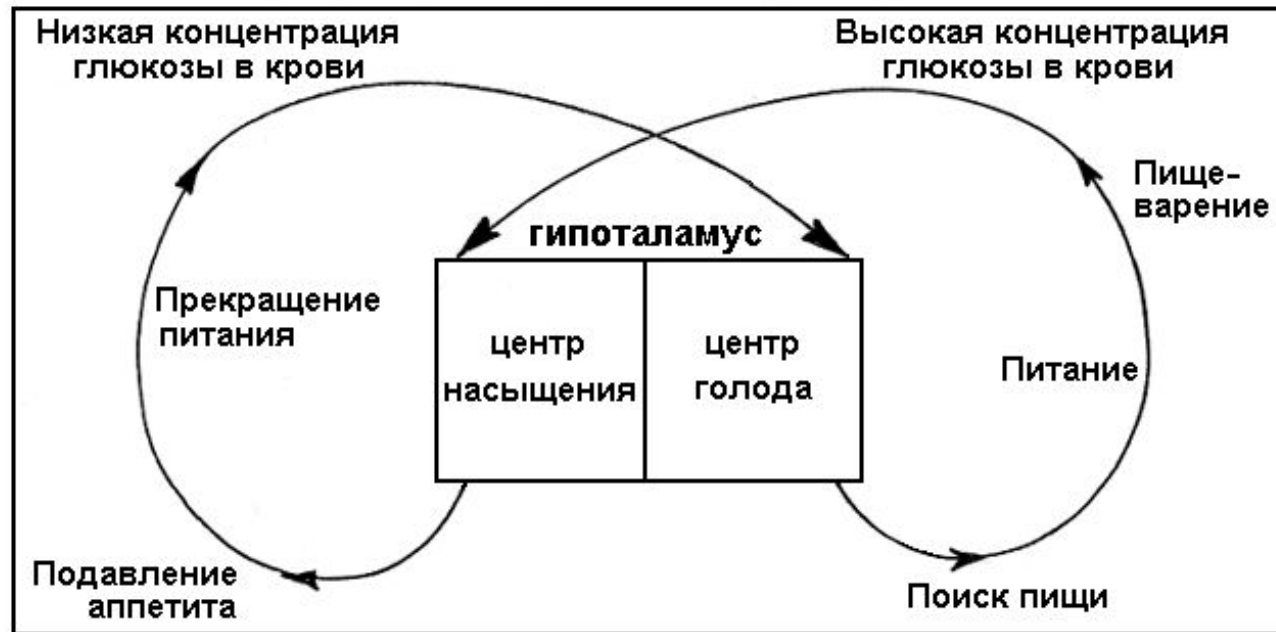 Низкая концентрация
глюкозы в крови
Высокая концентрация
глюкозы в крови
Пище-
варение
гипоталамус
Прекращение
питания
центр
насыщения
центр
голода
Питание
Подавление
аппетита
Поиск пищи